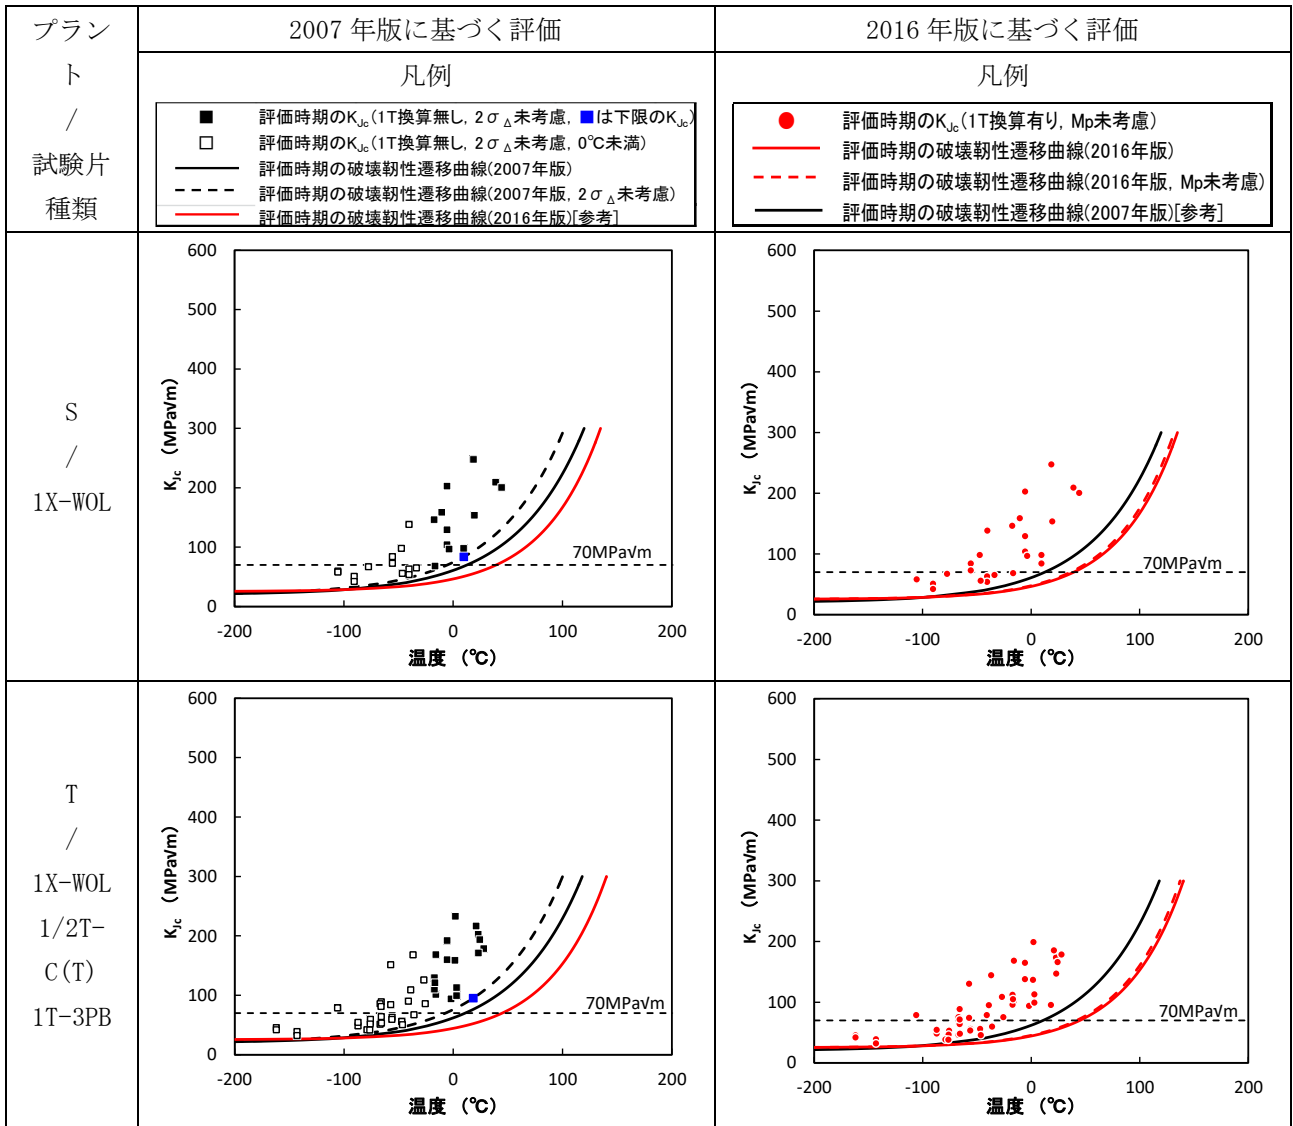 プラン
ト
/
試験片
種類
2007 年版に基づく評価
2016 年版に基づく評価
凡例
評価時期のKJc(1T換算無し, 2σΔ未考慮, ■は下限のKJc)
評価時期のKJc(1T換算無し, 2σΔ未考慮, 0℃未満)
評価時期の破壊靭性遷移曲線(2007年版)
評価時期の破壊靭性遷移曲線(2007年版, 2σΔ未考慮)
評価時期の破壊靭性遷移曲線(2016年版)[参考]
凡例
評価時期のKJc(1T換算有り, Mp未考慮)
評価時期の破壊靭性遷移曲線(2016年版)
評価時期の破壊靭性遷移曲線(2016年版, Mp未考慮)
評価時期の破壊靭性遷移曲線(2007年版)[参考]
S
/
1X-WOL
600
500
400
300
200
100
0
KJc (MPa√m)
70MPa√m
-200 -100 0 100 200
温度 (℃)
600
500
400
300
200
100
0
KJc (MPa√m)
70MPa√m
-200 -100 0 100 200
温度 (℃)
T
/
1X-WOL
1/2T-
C(T)
1T-3PB
600
500
400
300
200
100
0
KJc (MPa√m)
70MPa√m
-200 -100 0 100 200
温度 (℃)
600
500
400
300
200
100
0
KJc (MPa√m)
70MPa√m
-200 -100 0 100 200
温度 (℃)